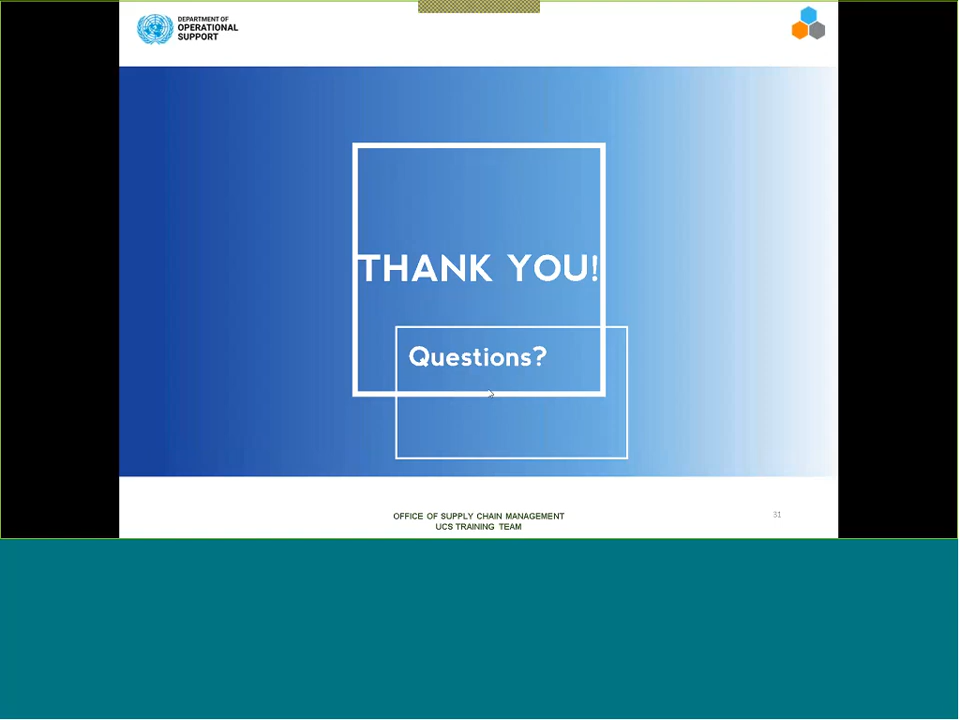 DEPARTMENT OF
OPERATIONAL
SUPPORT
THANK YOU!
Questions?
OFFICE OF SUPPLY CHAIN MANAGEMENT
UCS TRAINING TEAM
31